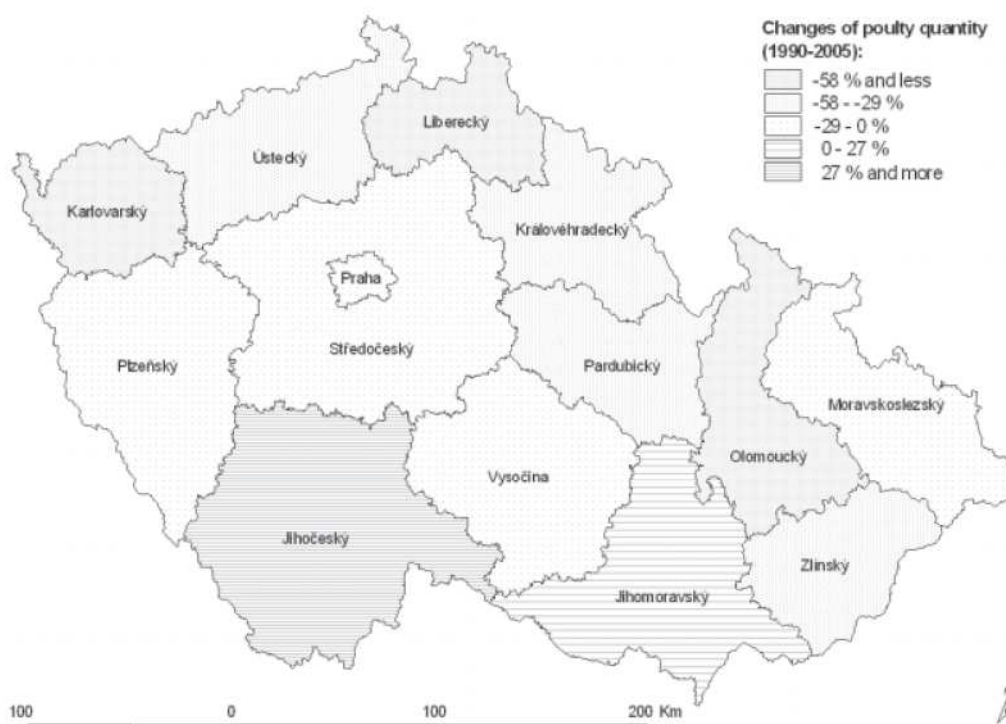 Changes of poulty quantity
(1990-2005):
-58 % and less
-58 - -29 %
-29 - 0 %
0 - 27 %
27 % and more
Liberecký
Ústecký
Karlovarský
Královéhradecký
Praha
Středočeský
Plzeňský
Pardubický
Moravskoslezský
Olomoucký
Vysočina
Jihočeský
Zlínský
Jihomoravský
100 0 100 200 Km